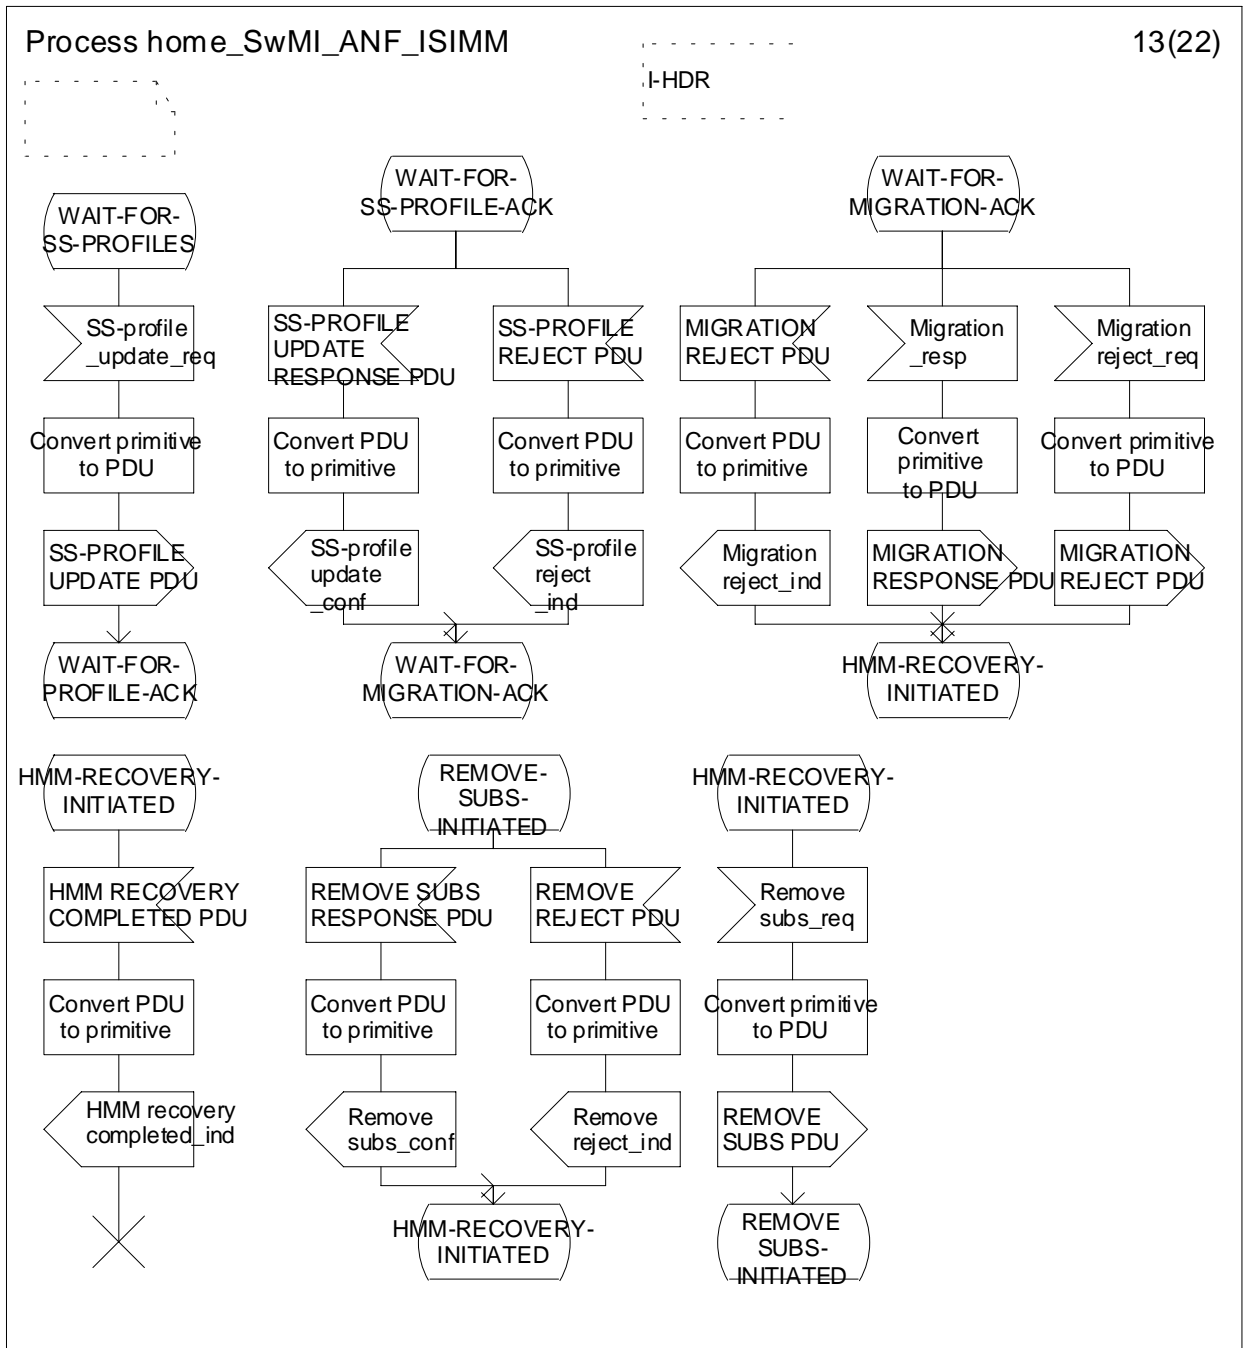 Process home_SwMI_ANF_ISIMM
13(22)
I-HDR
WAIT-FOR-
SS-PROFILES
SS-profile
_update_req
Convert primitive
to PDU
SS-PROFILE
UPDATE PDU
WAIT-FOR-
PROFILE-ACK
WAIT-FOR-
SS-PROFILE-ACK
SS-PROFILE
UPDATE
RESPONSE PDU
Convert PDU
to primitive
SS-profile
update
_conf
SS-PROFILE
REJECT PDU
Convert PDU
to primitive
SS-profile
reject
_ind
WAIT-FOR-
MIGRATION-ACK
WAIT-FOR-
MIGRATION-ACK
MIGRATION
REJECT PDU
Convert PDU
to primitive
Migration
reject_ind
Migration
_resp
Convert
primitive
to PDU
MIGRATION
RESPONSE PDU
Migration
reject_req
Convert primitive
to PDU
MIGRATION
REJECT PDU
HMM-RECOVERY-
INITIATED
HMM-RECOVERY-
INITIATED
HMM RECOVERY
COMPLETED PDU
Convert PDU
to primitive
HMM recovery
completed_ind
REMOVE-
SUBS-
INITIATED
REMOVE SUBS
RESPONSE PDU
Convert PDU
to primitive
Remove
subs_conf
REMOVE
REJECT PDU
Convert PDU
to primitive
Remove
reject_ind
HMM-RECOVERY-
INITIATED
HMM-RECOVERY-
INITIATED
Remove
subs_req
Convert primitive
to PDU
REMOVE
SUBS PDU
REMOVE
SUBS-
INITIATED